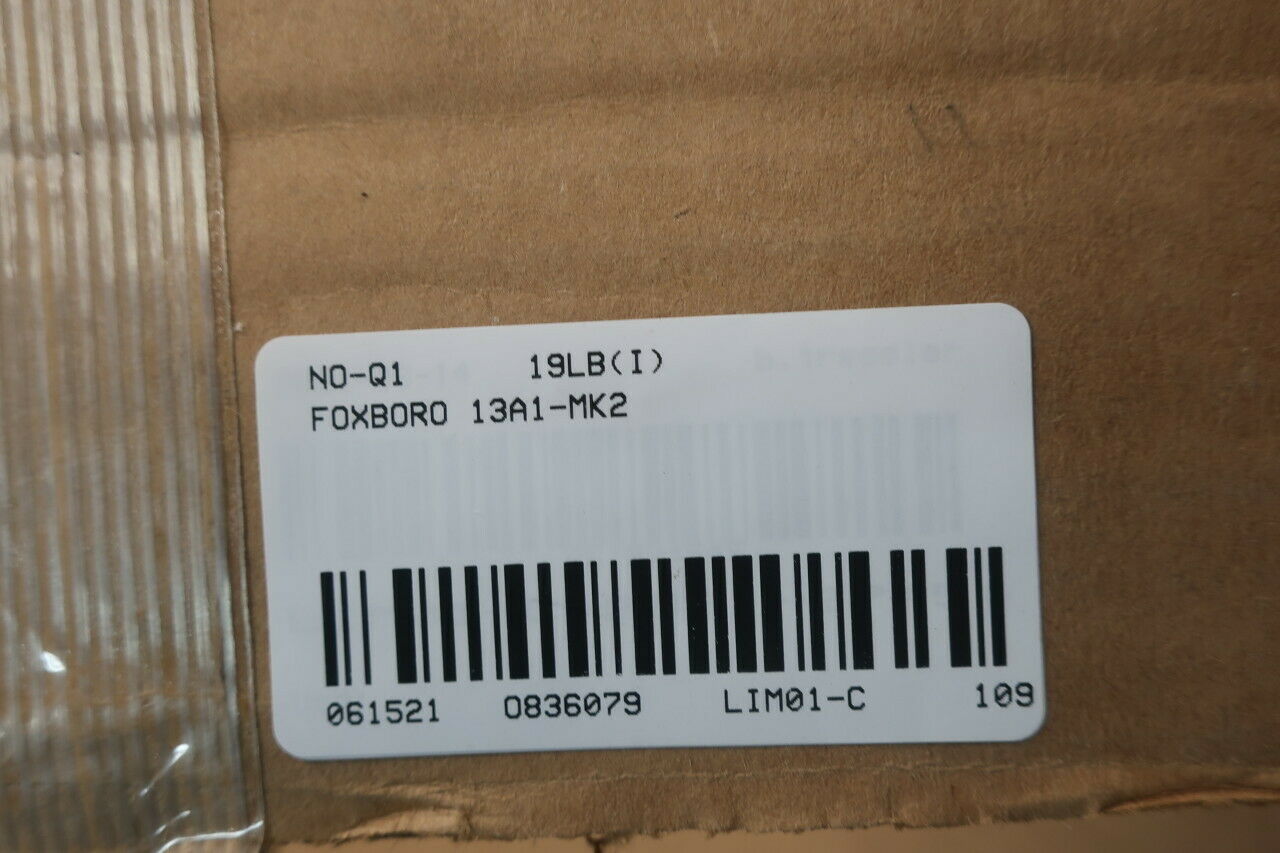 NO-Q1 19LB(I)
FOXBORO 13A1-MK2
061521 0836079 LIM01-C 109